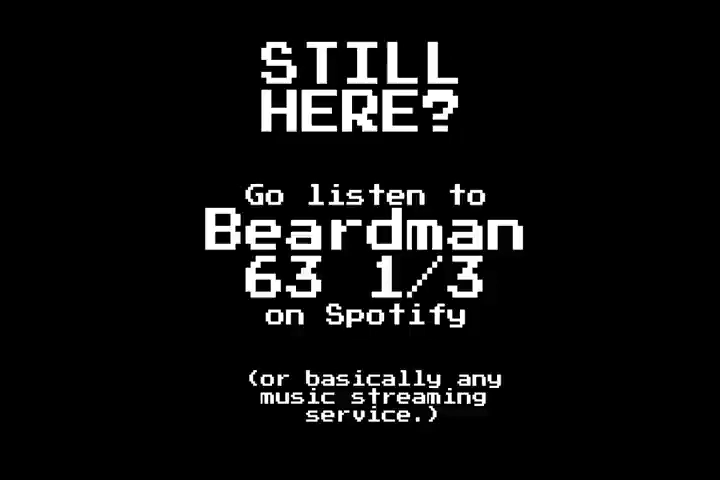 STILL
HERE?
Go listen to
Beardman
63 1/3
on Spotify
(or basically any
music streaming
service.)